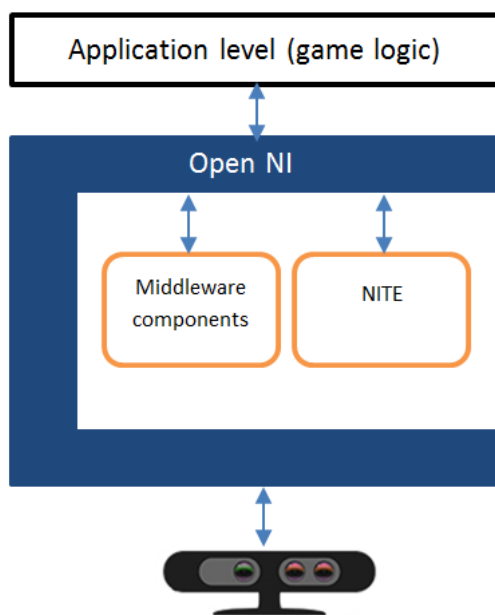 Application level (game logic)
Open NI
Middleware
components
NITE